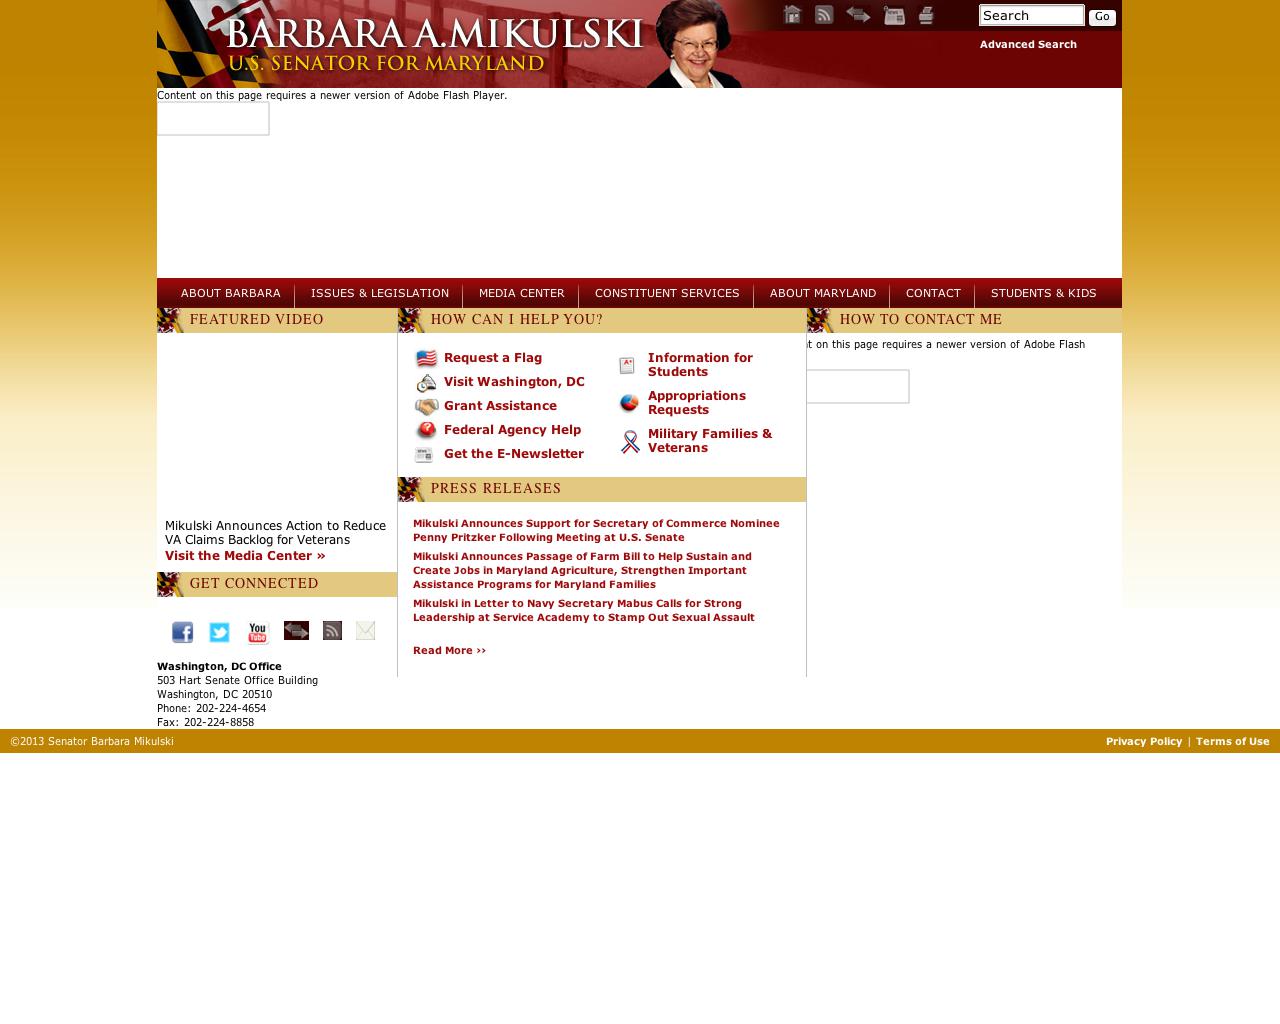 BARBARA A. MIKULSKI
U.S. SENATOR FOR MARYLAND
Search
Go
Advanced Search
Content on this page requires a newer version of Adobe Flash Player.
ABOUT BARBARA
ISSUES & LEGISLATION
MEDIA CENTER
CONSTITUENT SERVICES
ABOUT MARYLAND
CONTACT
STUDENTS & KIDS
FEATURED VIDEO
Mikulski Announces Action to Reduce
VA Claims Backlog for Veterans
Visit the Media Center »
GET CONNECTED
You
Tube
Washington, DC Office
503 Hart Senate Office Building
Washington, DC 20510
Phone: 202-224-4654
Fax: 202-224-8858
HOW CAN I HELP YOU?
Request a Flag
Visit Washington, DC
Grant Assistance
Federal Agency Help
Get the E-Newsletter
Information for
Students
Appropriations
Requests
Military Families &
Veterans
PRESS RELEASES
Mikulski Announces Support for Secretary of Commerce Nominee
Penny Pritzker Following Meeting at U.S. Senate
Mikulski Announces Passage of Farm Bill to Help Sustain and
Create Jobs in Maryland Agriculture, Strengthen Important
Assistance Programs for Maryland Families
Mikulski in Letter to Navy Secretary Mabus Calls for Strong
Leadership at Service Academy to Stamp Out Sexual Assault
Read More ››
HOW TO CONTACT ME
t on this page requires a newer version of Adobe Flash
©2013 Senator Barbara Mikulski
Privacy Policy | Terms of Use